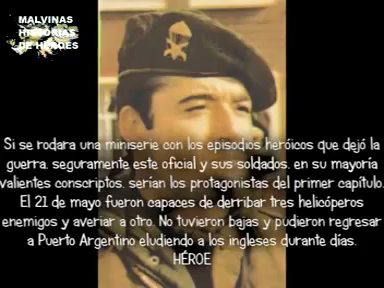 MALVINAS
HISTORIAS
DE HÉROES
Si se rodara una miniserie con los episodios heróicos que dejó la
guerra, seguramente este oficial y sus soldados, en su mayoría
valientes conscriptos, serían los protagonistas del primer capítulo.
El 21 de mayo fueron capaces de derribar tres helicóperos
enemigos y averiar a otro. No tuvieron bajas y pudieron regresar
a Puerto Argentino eludiendo a los ingleses durante días.
HÉROE